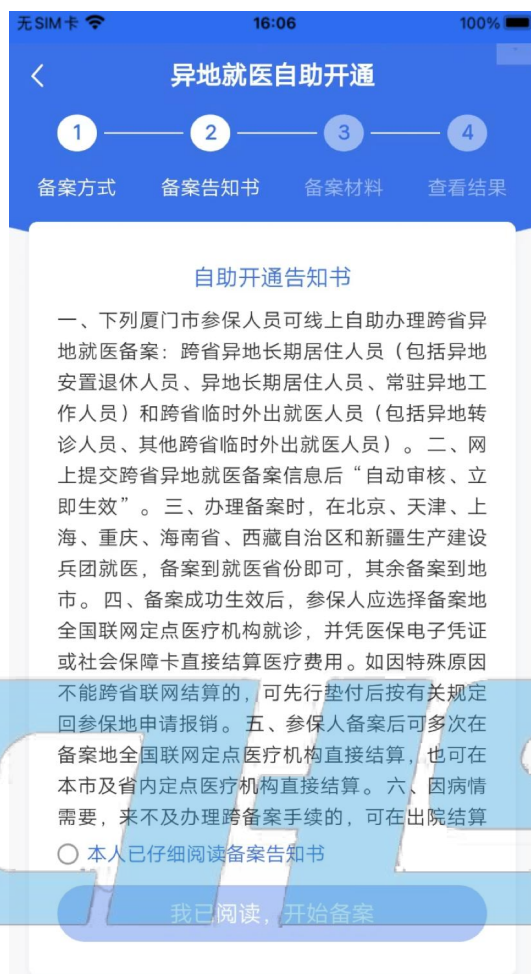 无SIM卡 16:06 100%
异地就医自助开通
1 2 3 4
备案方式 备案告知书 备案材料 查看结果
自助开通告知书
一、下列厦门市参保人员可线上自助办理跨省异
地就医备案：跨省异地长期居住人员（包括异地
安置退休人员、异地长期居住人员、常驻异地工
作人员）和跨省临时外出就医人员（包括异地转
诊人员、其他跨省临时外出就医人员）。二、网
上提交跨省异地就医备案信息后“自动审核、立
即生效”。三、办理备案时，在北京、天津、上
海、重庆、海南省、西藏自治区和新疆生产建设
兵团就医，备案到就医省份即可，其余备案到地
市。四、备案成功生效后，参保人应选择备案地
全国联网定点医疗机构就诊，并凭医保电子凭证
或社会保障卡直接结算医疗费用。如因特殊原因
不能跨省联网结算的，可先行垫付后按有关规定
回参保地申请报销。五、参保人备案后可多次在
备案地全国联网定点医疗机构直接结算，也可在
本市及省内定点医疗机构直接结算。六、因病情
需要，来不及办理跨备案手续的，可在出院结算
本人已仔细阅读备案告知书
我已阅读，开始备案